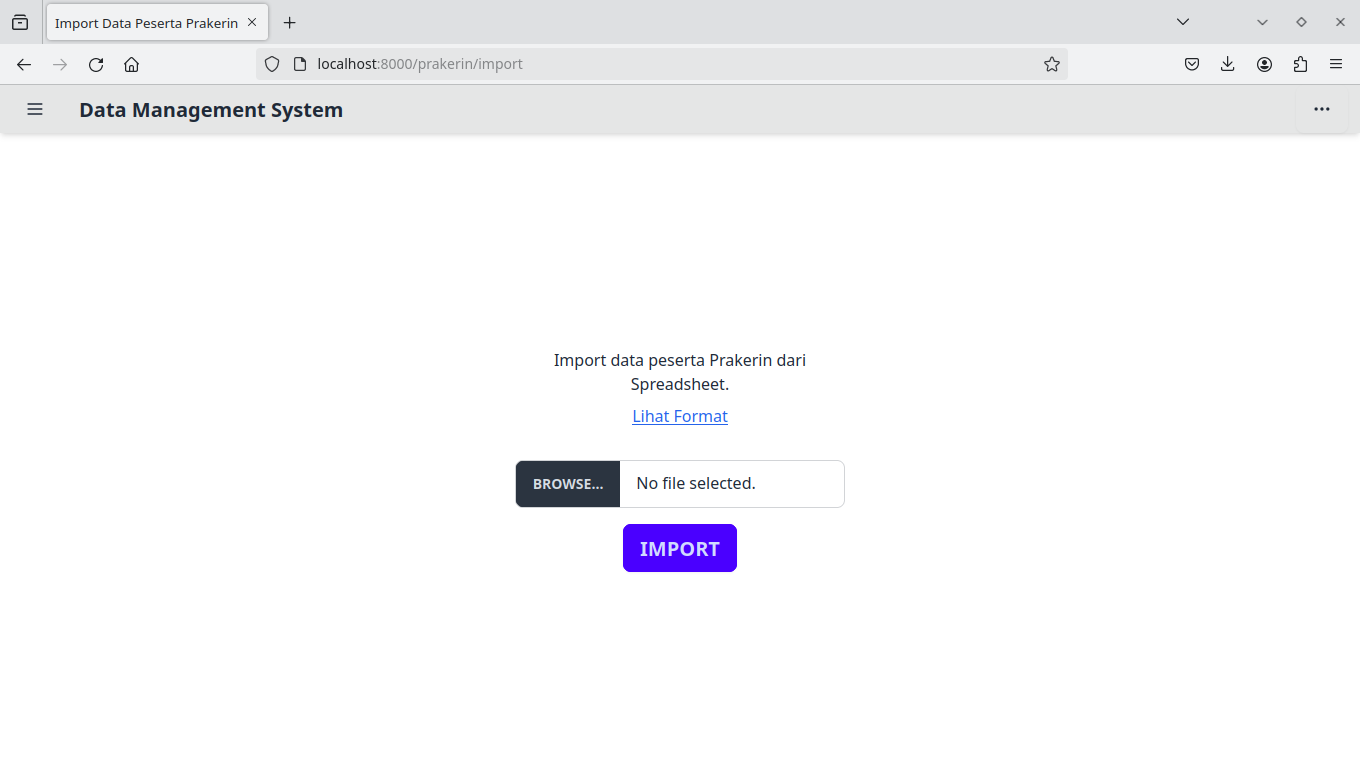 Import Data Peserta Prakerin
localhost:8000/prakerin/import
Data Management System
Import data peserta Prakerin dari
Spreadsheet.
Lihat Format
BROWSE... No file selected.
IMPORT